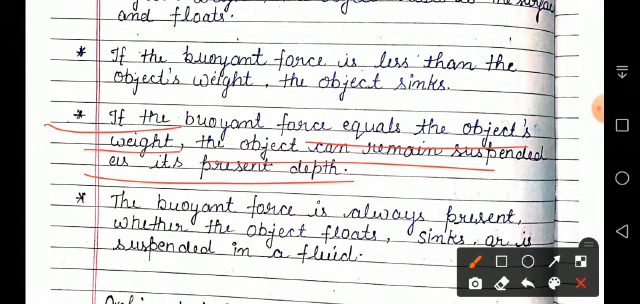 and floats.
* If the buoyant force is less than the
object's weight, the object sinks.
* If the buoyant force equals the object's
weight, the object can remain suspended
its present depth.
* The buoyant force is always present,
whether the object floats, sinks, or is
suspended in a fluid.